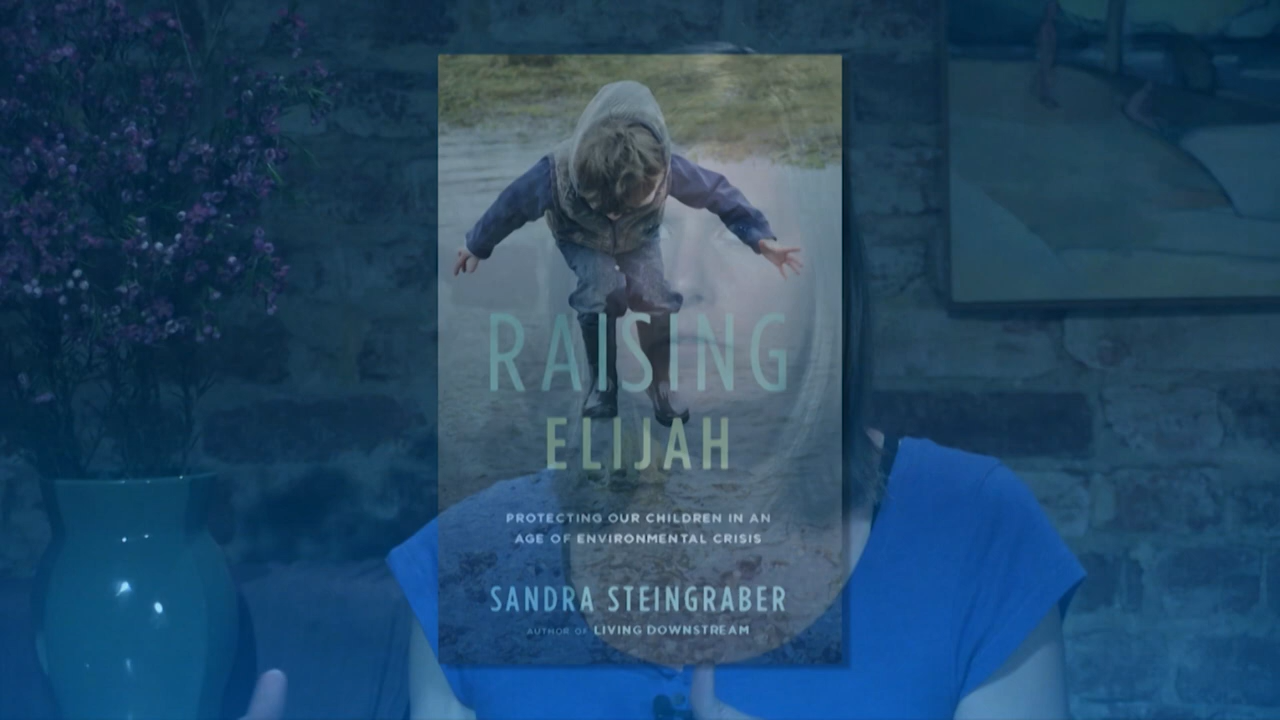 RAISING
ELIJAH
PROTECTING OUR CHILDREN IN AN
AGE OF ENVIRONMENTAL CRISIS
SANDRA STEINGRABER
AUTHOR OF LIVING DOWNSTREAM